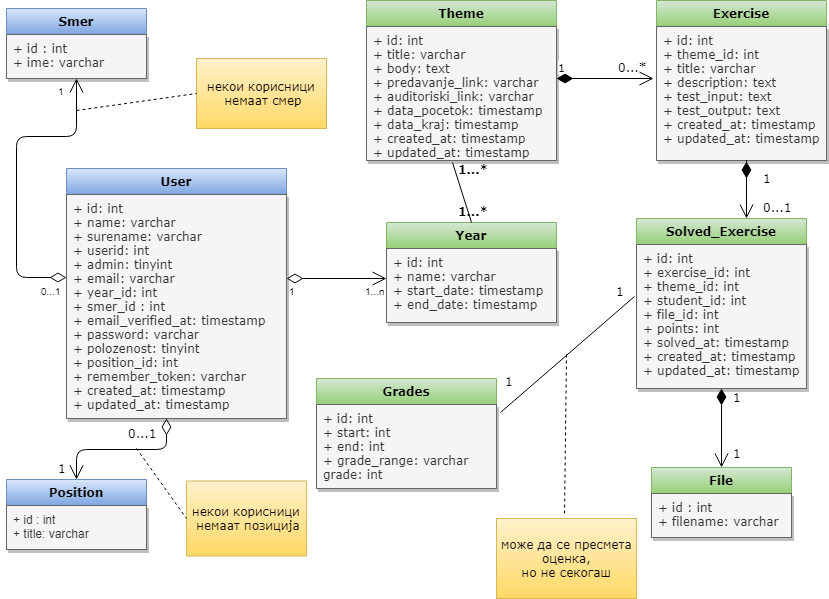 Smer
+ id : int
+ ime: varchar
1
некои корисници
немаат смер
Theme
+ id: int
+ title: varchar
+ body: text
+ predavanje_link: varchar
+ auditoriski_link: varchar
+ data_pocetok: timestamp
+ data_kraj: timestamp
+ created_at: timestamp
+ updated_at: timestamp
1
0...*
Exercise
+ id: int
+ theme_id: int
+ title: varchar
+ description: text
+ test_input: text
+ test_output: text
+ created_at: timestamp
+ updated_at: timestamp
1
0...1
1...*
1...*
User
+ id: int
+ name: varchar
+ surename: varchar
+ userid: int
+ admin: tinyint
+ email: varchar
+ year_id: int
+ smer_id : int
+ email_verified_at: timestamp
+ password: varchar
+ polozenost: tinyint
+ position_id: int
+ remember_token: varchar
+ created_at: timestamp
+ updated_at: timestamp
0...1
1
1...n
Year
+ id: int
+ name: varchar
+ start_date: timestamp
+ end_date: timestamp
Solved_Exercise
+ id: int
+ exercise_id: int
+ theme_id: int
+ student_id: int
+ file_id: int
+ points: int
+ solved_at: timestamp
+ created_at: timestamp
+ updated_at: timestamp
1
1
Grades
+ id: int
+ start: int
+ end: int
+ grade_range: varchar
grade: int
0...1
1
Position
+ id : int
+ title: varchar
некои корисници
немаат позиција
може да се пресмета
оценка,
но не секогаш
1
1
File
+ id : int
+ filename: varchar